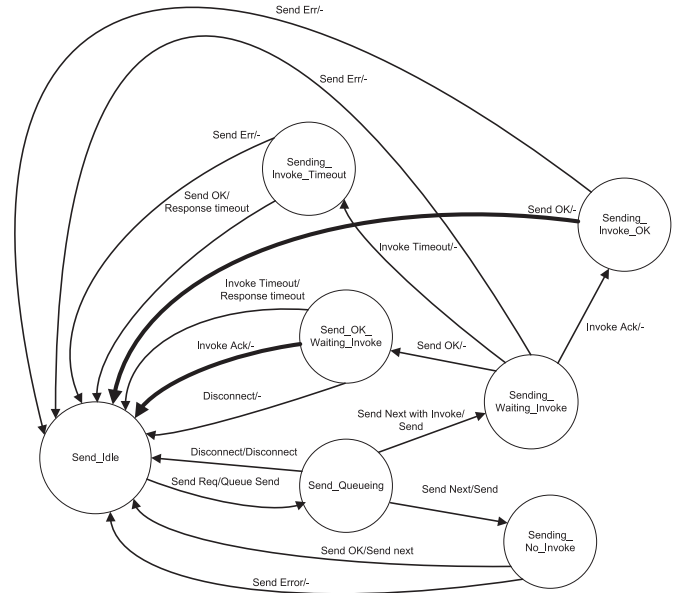 Send Err/-
Send Err/-
Send Err/-
Sending_
Invoke_Timeout
Send OK/
Response timeout
Send OK/-
Sending_
Invoke_OK
Invoke Timeout/-
Invoke Timeout/
Response timeout
Send_OK_
Waiting_Invoke
Invoke Ack/-
Invoke Ack/-
Send OK/-
Disconnect/-
Sending_
Waiting_Invoke
Send Next with Invoke/
Send
Send_Idle
Disconnect/Disconnect
Send Req/Queue Send
Send_Queueing
Send Next/Send
Sending_
No_Invoke
Send OK/Send next
Send Error/-